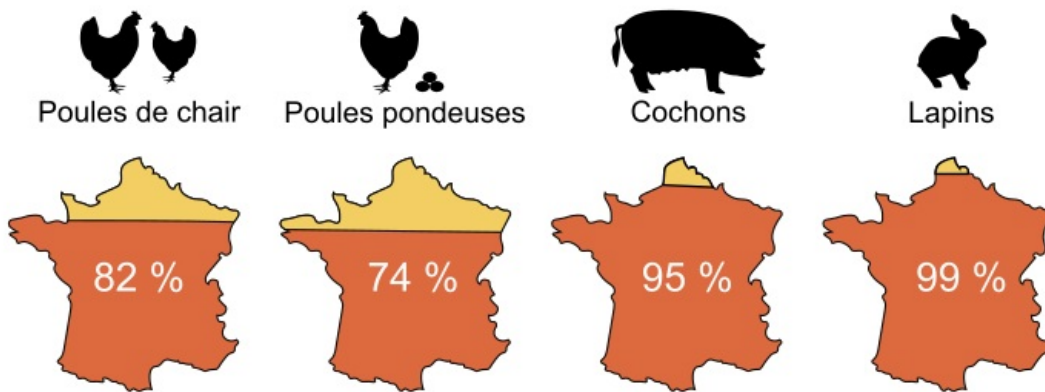 Poules de chair
Poules pondeuses
Cochons
Lapins
82 %
74 %
95 %
99 %